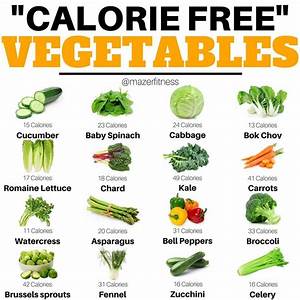 "CALORIE FREE"
VEGETABLES
@mazerfitness
15 Calories
23 Calories
24 Calories
13 Calories
Cucumber
Baby Spinach
Cabbage
Bok Choy
17 Calories
19 Calories
49 Calories
41 Calories
Romaine Lettuce
Chard
Kale
Carrots
11 Calories
20 Calories
31 Calories
33 Calories
Watercress
Asparagus
Bell Peppers
Broccoli
42 Calories
31 Calories
Calories
16 Calories
Brussels sprouts
Fennel
Zucchini
Celery